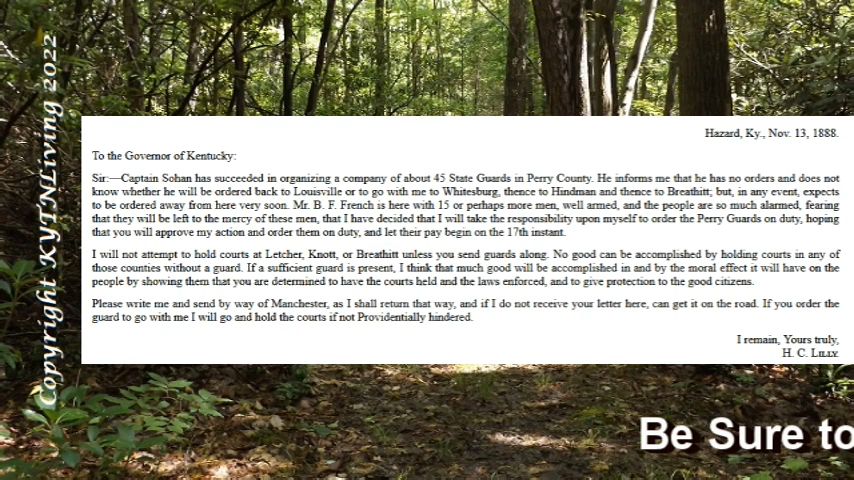 Copyright KYTNLiving 2022
Hazard, Ky., Nov. 13, 1888.
To the Governor of Kentucky:
Sir:—Captain Sohan has succeeded in organizing a company of about 45 State Guards in Perry County. He informs me that he has no orders and does not
know whether he will be ordered back to Louisville or to go with me to Whitesburg, thence to Hindman and thence to Breathitt; but, in any event, expects
to be ordered away from here very soon. Mr. B. F. French is here with 15 or perhaps more men, well armed, and the people are so much alarmed, fearing
that they will be left to the mercy of these men, that I have decided that I will take the responsibility upon myself to order the Perry Guards on duty, hoping
that you will approve my action and order them on duty, and let their pay begin on the 17th instant.
I will not attempt to hold courts at Letcher, Knott, or Breathitt unless you send guards along. No good can be accomplished by holding courts in any of
those counties without a guard. If a sufficient guard is present, I think that much good will be accomplished in and by the moral effect it will have on the
people by showing them that you are determined to have the courts held and the laws enforced, and to give protection to the good citizens.
Please write me and send by way of Manchester, as I shall return that way, and if I do not receive your letter here, can get it on the road. If you order the
guard to go with me I will go and hold the courts if not Providentially hindered.
I remain, Yours truly,
H. C. LILLY.
Be Sure to